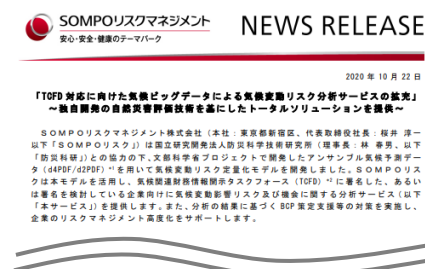 SOMPOリスクマネジメント
安心・安全・健康のテーマパーク
NEWS RELEASE
2020 年 10 月 22 日
「TCFD 対応に向けた気候ビッグデータによる気候変動リスク分析サービスの拡充」
～独自開発の自然災害評価技術を基にしたトータルソリューションを提供～
SOMPOリスクマネジメント株式会社（本社：東京都新宿区、代表取締役社長：桜井 淳一
以下「SOMPOリスク」）は国立研究開発法人防災科学技術研究所（理事長：林 春男、以下
「防災科研」）との協力の下、文部科学省プロジェクトで開発したアンサンブル気候予測デー
タ（d4PDF/d2PDF）*1を用いて気候変動リスク定量化モデルを開発しました。SOMPOリス
クは本モデルを活用し、気候関連財務情報開示タスクフォース（TCFD）*2 に署名した、あるい
は署名を検討している企業向けに気候変動影響リスク及び機会に関する分析サービス（以下
「本サービス」）を提供します。また、分析の結果に基づく BCP 策定支援等の対策を実施し、
企業のリスクマネジメント高度化をサポートします。